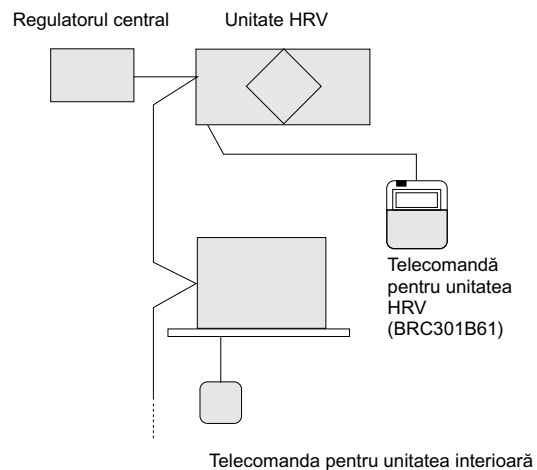 Regulatorul central
Unitate HRV
Telecomandă
pentru unitatea
HRV
(BRC301B61)
Telecomanda pentru unitatea interioară